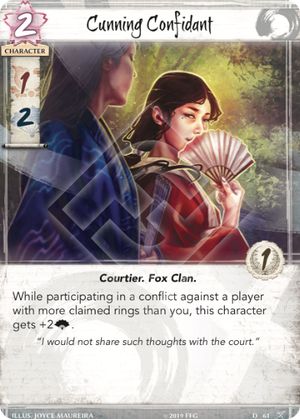 2
Cunning Confidant
CHARACTER
1
2
1
Courtier. Fox Clan.
While participating in a conflict against a player
with more claimed rings than you, this character
gets +2.
“I would not share such thoughts with the court.”
ILLUS: JOYCE MAUREIRA
© 2019 FFG
D 61